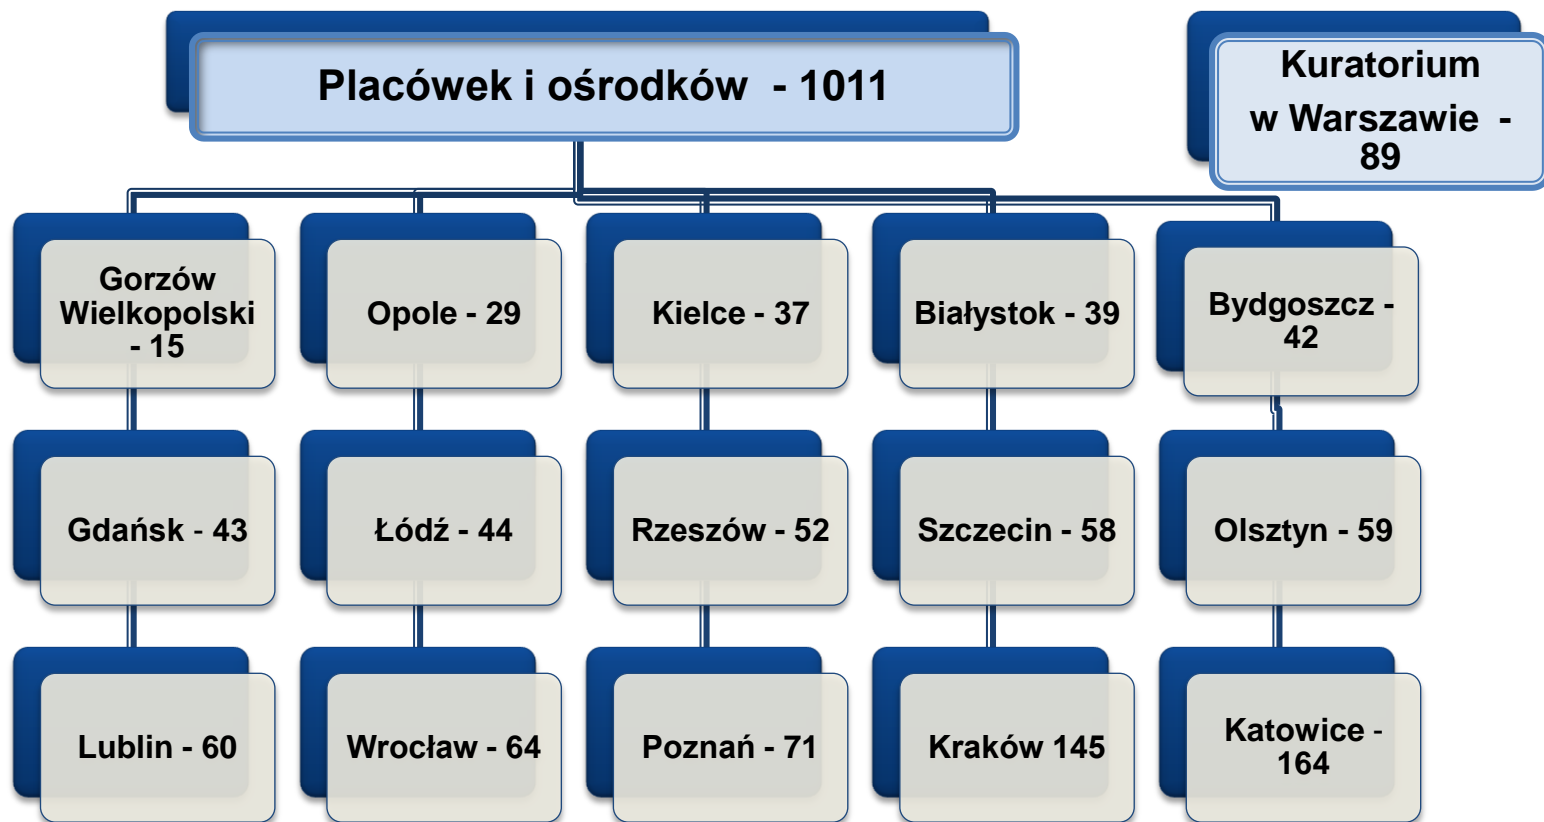 Placówek i ośrodków - 1011
Kuratorium
w Warszawie -
89
Gorzów
Wielkopolski
- 15
Opole - 29
Kielce - 37
Białystok - 39
Bydgoszcz -
42
Gdańsk - 43
Łódź - 44
Rzeszów - 52
Szczecin - 58
Olsztyn - 59
Lublin - 60
Wrocław - 64
Poznań - 71
Kraków 145
Katowice -
164